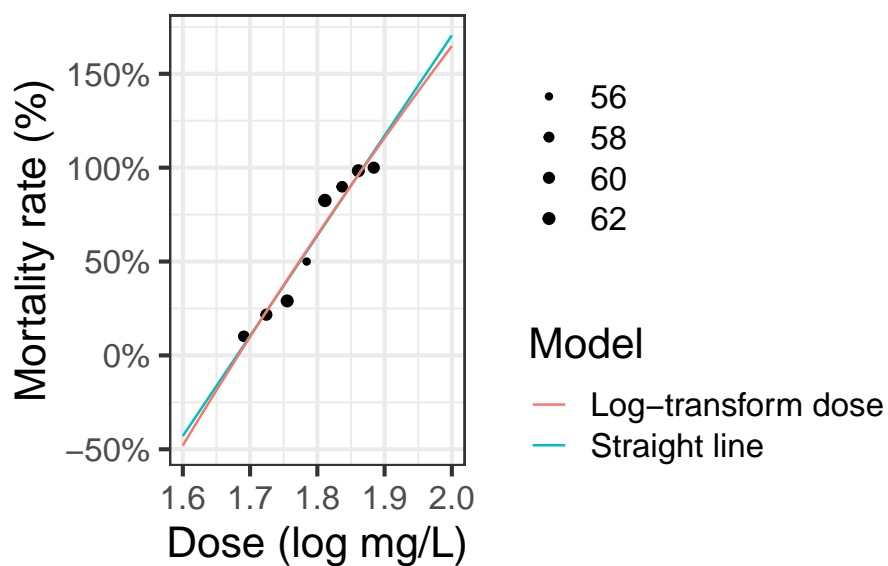 150%
100%
50%
0%
−50%
1.6 1.7 1.8 1.9 2.0
Dose (log mg/L)
Mortality rate (%)
56
58
60
62
Model
Log−transform dose
Straight line